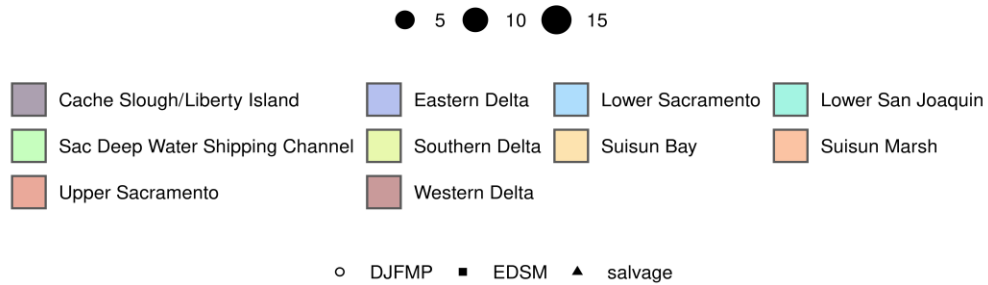 5 10 15
Cache Slough/Liberty Island Eastern Delta Lower Sacramento Lower San Joaquin
Sac Deep Water Shipping Channel Southern Delta Suisun Bay Suisun Marsh
Upper Sacramento Western Delta
DJFMP EDSM salvage